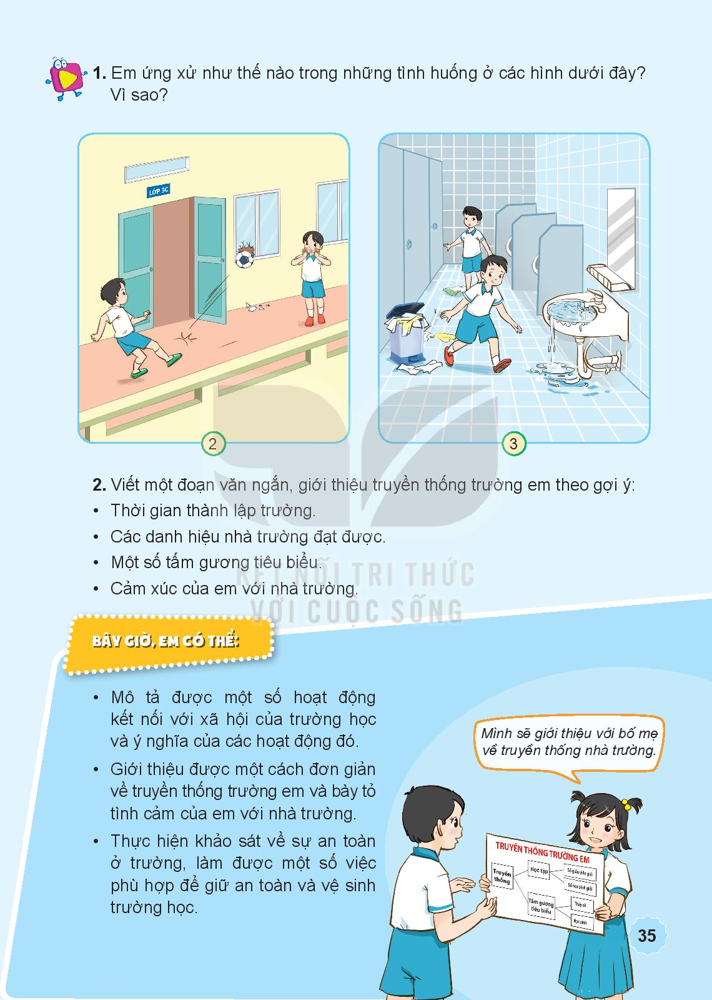 1. Em ứng xử như thế nào trong những tình huống ở các hình dưới đây?
Vì sao?
LỚP 3C
2
3
2. Viết một đoạn văn ngắn, giới thiệu truyền thống trường em theo gợi ý:
• Thời gian thành lập trường.
• Các danh hiệu nhà trường đạt được.
• Một số tấm gương tiêu biểu.
• Cảm xúc của em với nhà trường.
KẾT NỐI TRI THỨC
VỚI CUỘC SỐNG
BÂY GIỜ, EM CÓ THỂ:
• Mô tả được một số hoạt động
kết nối với xã hội của trường học
và ý nghĩa của các hoạt động đó.
• Giới thiệu được một cách đơn giản
về truyền thống trường em và bày tỏ
tình cảm của em với nhà trường.
• Thực hiện khảo sát về sự an toàn
ở trường, làm được một số việc
phù hợp để giữ an toàn và vệ sinh
trường học.
Mình sẽ giới thiệu với bố mẹ
về truyền thống nhà trường.
TRUYỀN THỐNG TRƯỜNG EM
Truyền
thống
Học tập
Số giáo viên giỏi
Số học sinh giỏi
Tấm gương
tiêu biểu
Thầy cô
Học sinh
35